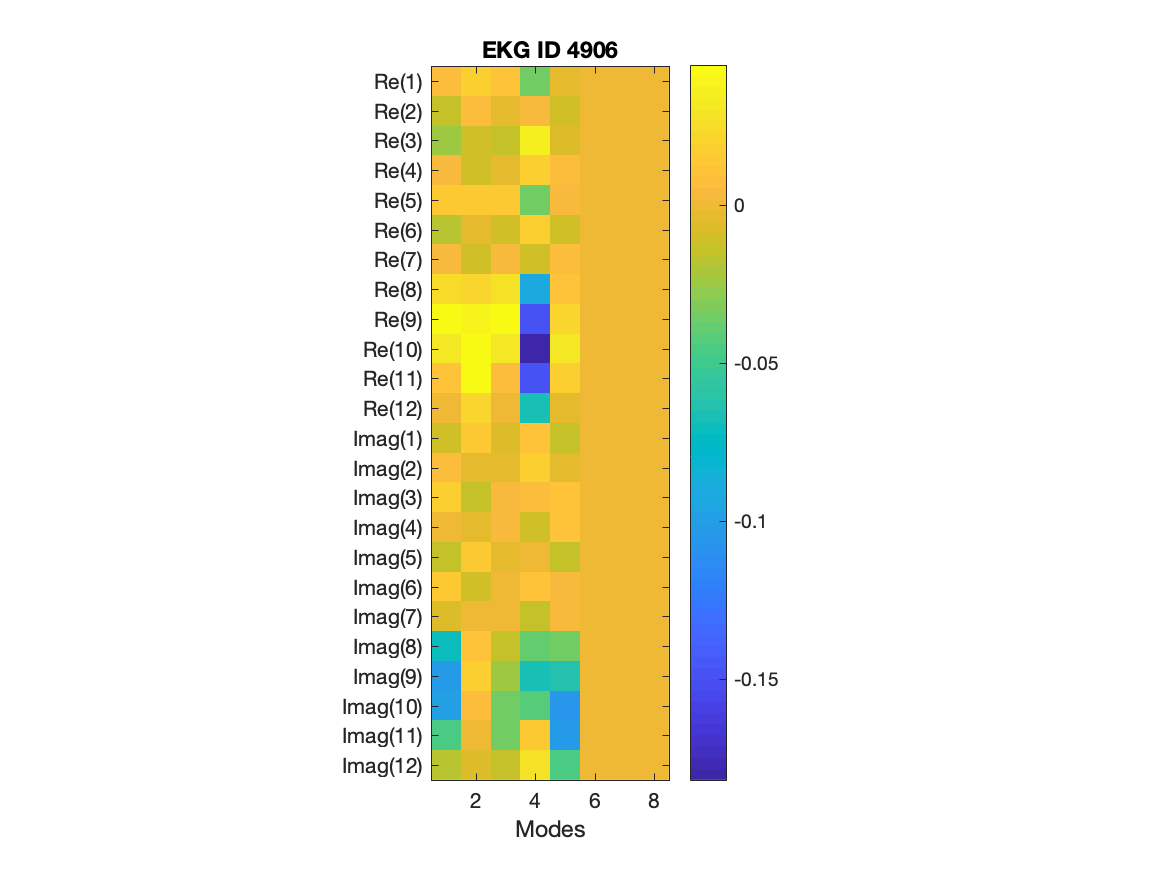 EKG ID 4906
Re(1)
Re(2)
Re(3)
Re(4)
Re(5)
Re(6)
Re(7)
Re(8)
Re(9)
Re(10)
Re(11)
Re(12)
Imag(1)
Imag(2)
Imag(3)
Imag(4)
Imag(5)
Imag(6)
Imag(7)
Imag(8)
Imag(9)
Imag(10)
Imag(11)
Imag(12)
2 4 6 8
Modes
0
-0.05
-0.1
-0.15